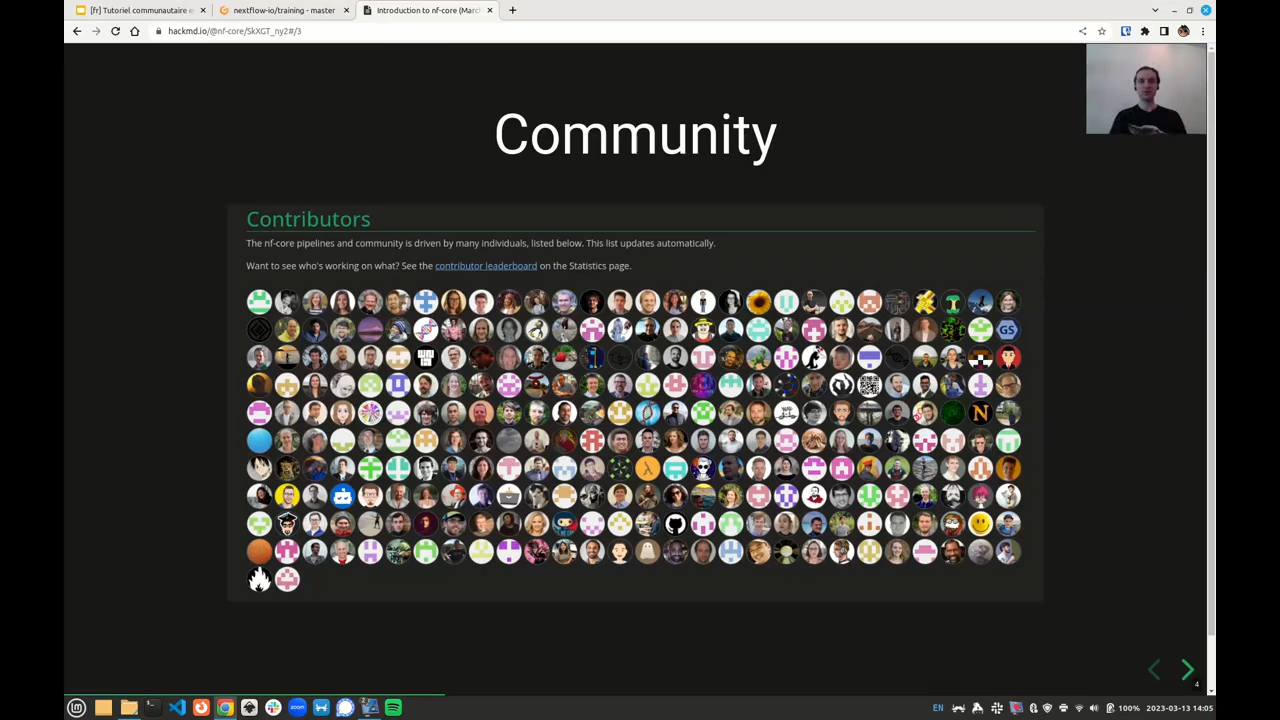 [fr] Tutoriel communautaire e
nextflow-io/training - master
Introduction to nf-core (Marc
hackmd.io/@nf-core/SkXGT_ny2#/3
Community
Contributors
The nf-core pipelines and community is driven by many individuals, listed below. This list updates automatically.
Want to see who's working on what? See the contributor leaderboard on the Statistics page.
GS
N
4
EN
100%
2023-03-13 14:05